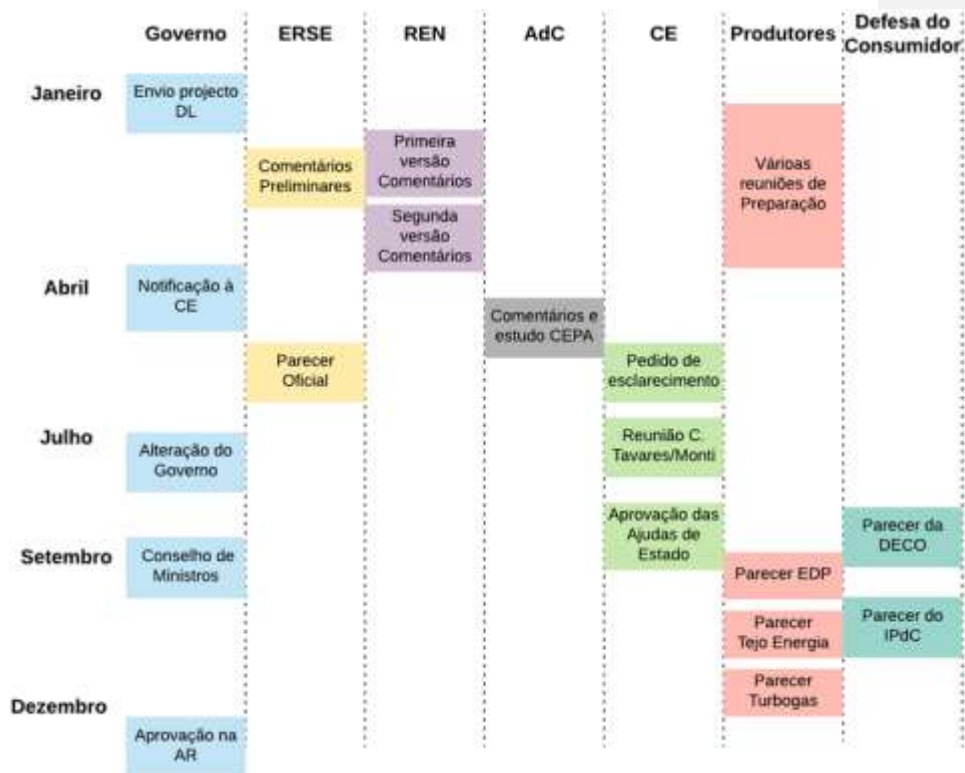 Governo
ERSE
REN
AdC
CE
Produtores
Defesa do
Consumidor
Janeiro
Envio projecto
DL
Comentários
Preliminares
Primeira
versão
Comentários
Várioas
reuniões de
Preparação
Segunda
versão
Comentários
Abril
Notificação à
CE
Comentários e
estudo CEPA
Parecer
Oficial
Pedido de
esclarecimento
Julho
Alteração do
Governo
Reunião C.
Tavares/Monti
Setembro
Conselho de
Ministros
Aprovação das
Ajudas de
Estado
Parecer da
DECO
Parecer EDP
Parecer
Tejo Energia
Parecer do
IPdC
Parecer
Turbogas
Dezembro
Aprovação na
AR